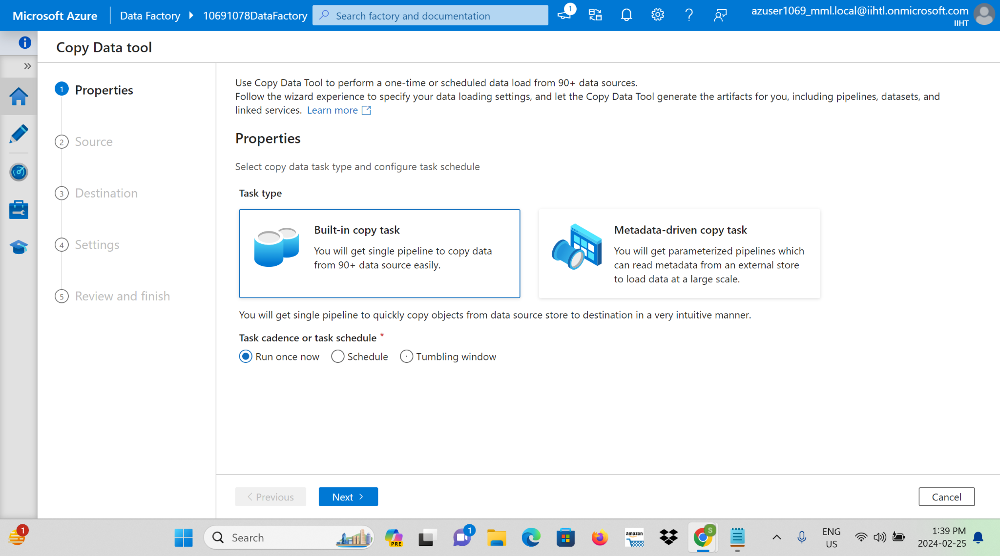 Microsoft Azure
Data Factory
10691078DataFactory
Search factory and documentation
1
azuser1069_mml.local@iihtl.onmicrosoft.com
IIHT
Copy Data tool
1 Properties
2 Source
3 Destination
4 Settings
5 Review and finish
Use Copy Data Tool to perform a one-time or scheduled data load from 90+ data sources.
Follow the wizard experience to specify your data loading settings, and let the Copy Data Tool generate the artifacts for you, including pipelines, datasets, and
linked services. Learn more
Properties
Select copy data task type and configure task schedule
Task type
Built-in copy task
You will get single pipeline to copy data
from 90+ data source easily.
Metadata-driven copy task
You will get parameterized pipelines which
can read metadata from an external store
to load data at a large scale.
You will get single pipeline to quickly copy objects from data source store to destination in a very intuitive manner.
Task cadence or task schedule *
Run once now Schedule Tumbling window
Previous Next Cancel
1
Search
PRE
1
amazon
S
ENG
US
1:39 PM
2024-02-25